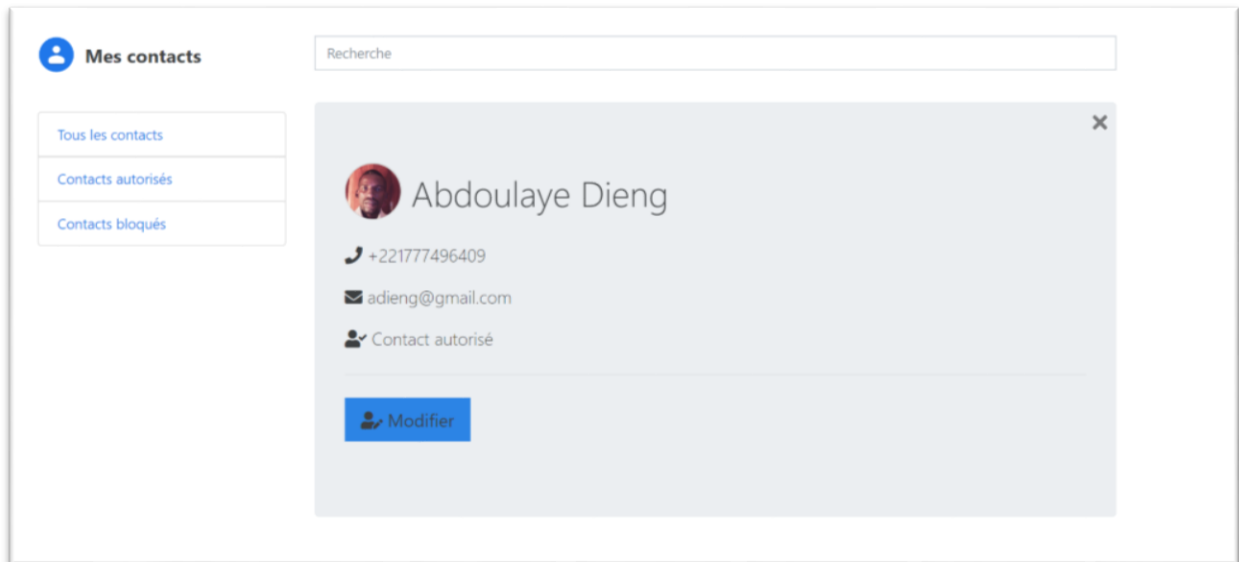 Mes contacts
Recherche
Tous les contacts
Contacts autorisés
Contacts bloqués
Abdoulaye Dieng
+221777496409
adieng@gmail.com
Contact autorisé
Modifier